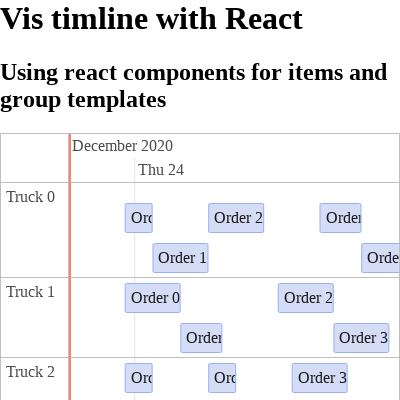 Vis timline with React
Using react components for items and
group templates
December 2020
Thu 24
Truck 0
Ord
Order 2
Order
Order 1
Orde
Truck 1
Order 0
Order 2
Order
Order 3
Truck 2
Ord
Ord
Order 3